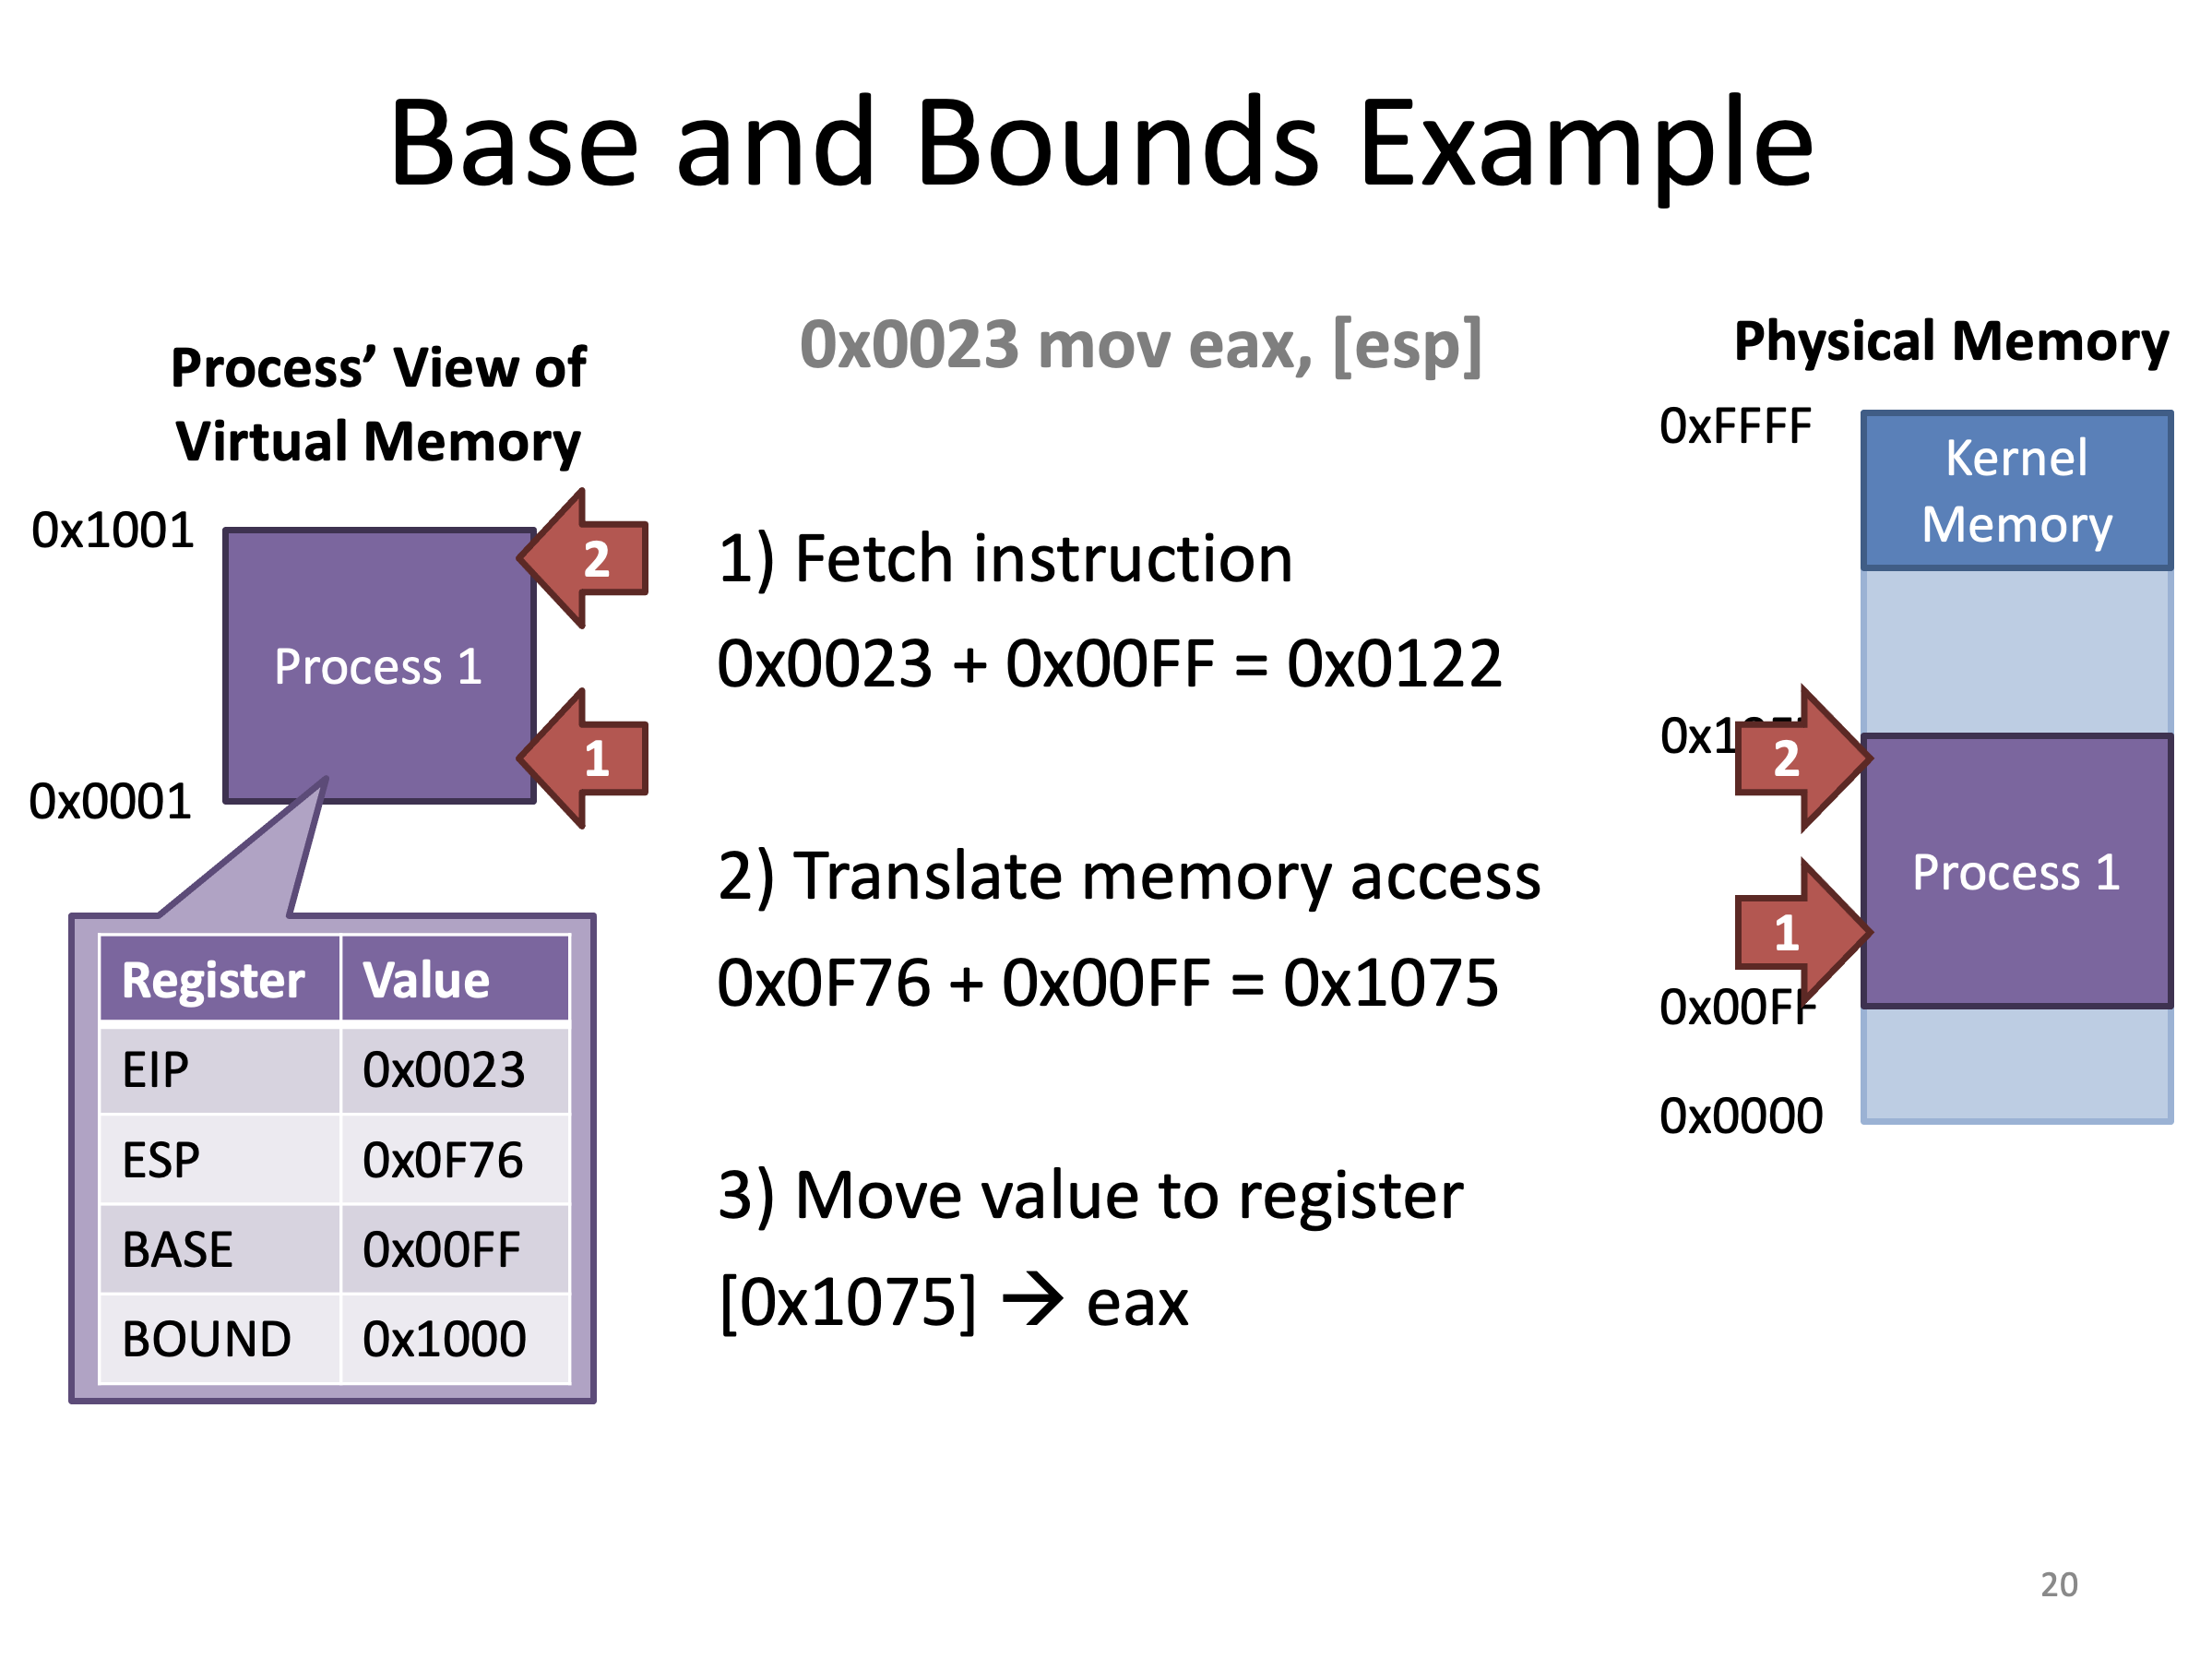 Base and Bounds Example
Process’ View of
Virtual Memory
0x1001
2
Process 1
1
0x0001
Register Value
EIP 0x0023
ESP 0x0F76
BASE 0x00FF
BOUND 0x1000
0x0023 mov eax, [esp]
1) Fetch instruction
0x0023 + 0x00FF = 0x0122
2) Translate memory access
0x0F76 + 0x00FF = 0x1075
3) Move value to register
[0x1075] → eax
Physical Memory
0xFFFF
Kernel
Memory
2
Process 1
1
0x00FF
0x0000
20